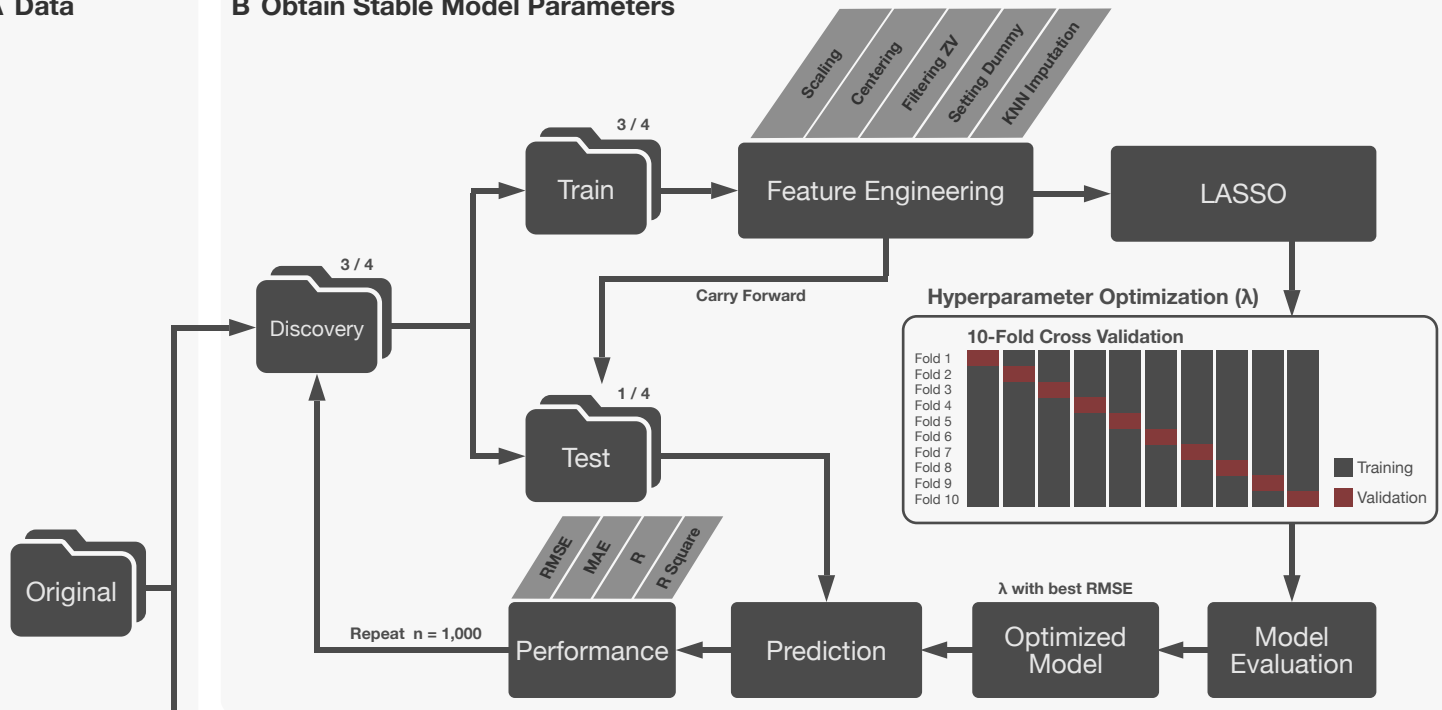 A Data
B Obtain Stable Model Parameters
Scaling
Centering
Filtering ZV
Setting Dummy
KNN Imputation
3 / 4
Train
Feature Engineering
LASSO
3 / 4
Discovery
Carry Forward
Hyperparameter Optimization (λ)
10-Fold Cross Validation
Fold 1
Fold 2
Fold 3
Fold 4
Fold 5
Fold 6
Fold 7
Fold 8
Fold 9
Fold 10
Training
Validation
1 / 4
Test
Original
RMSE
MAE
R
R Square
λ with best RMSE
Repeat n = 1,000
Performance
Prediction
Optimized
Model
Model
Evaluation